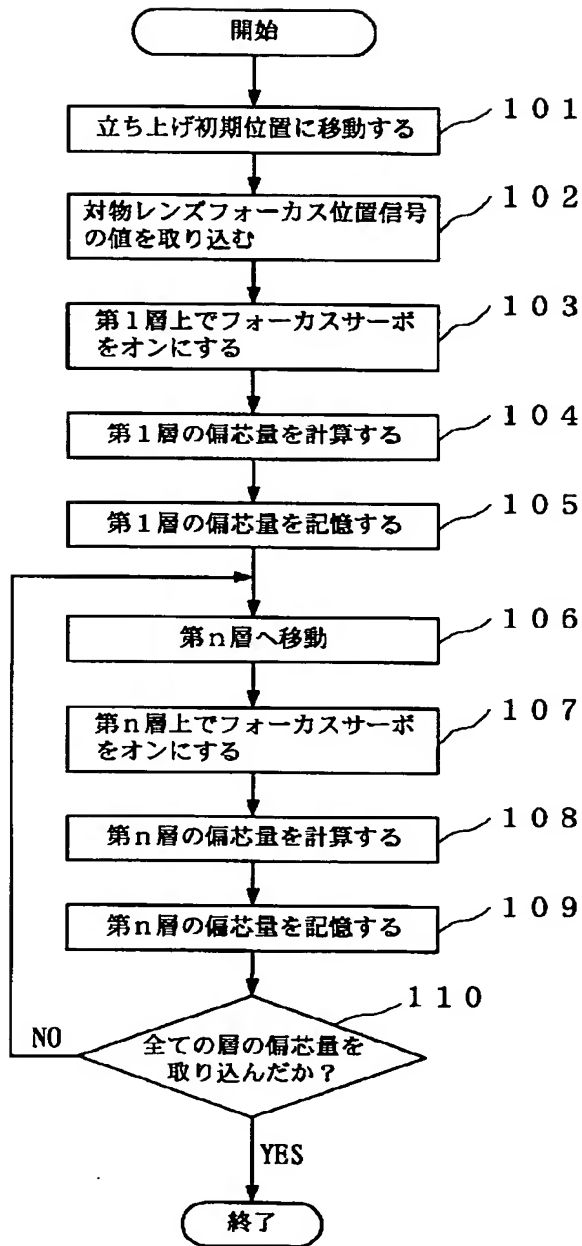 開始
立ち上げ初期位置に移動する
101
対物レンズフォーカス位置信号
の値を取り込む
102
第1層上でフォーカスサーボ
をオンにする
103
第1層の偏芯量を計算する
104
第1層の偏芯量を記憶する
105
第n層へ移動
106
第n層上でフォーカスサーボ
をオンにする
107
第n層の偏芯量を計算する
108
第n層の偏芯量を記憶する
109
110
全ての層の偏芯量を
取り込んだか?
NO
YES
終了